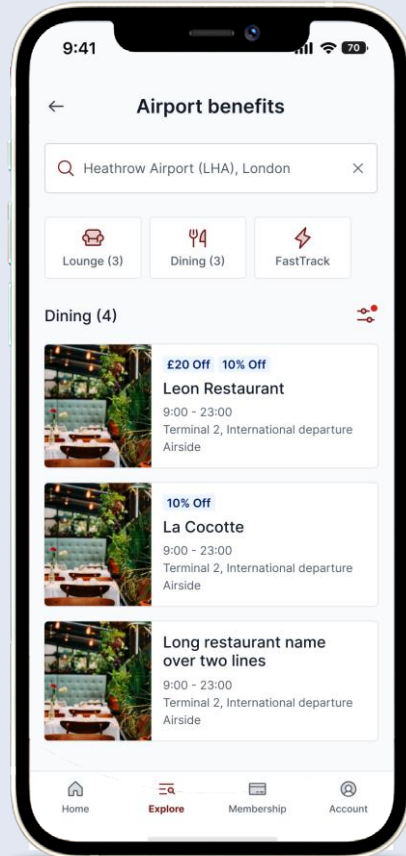 9:41
70
Airport benefits
Heathrow Airport (LHA), London
Lounge (3)
Dining (3)
FastTrack
Dining (4)
£20 Off 10% Off
Leon Restaurant
9:00 - 23:00
Terminal 2, International departure
Airside
10% Off
La Cocotte
9:00 - 23:00
Terminal 2, International departure
Airside
Long restaurant name
over two lines
9:00 - 23:00
Terminal 2, International departure
Airside
Home
Explore
Membership
Account